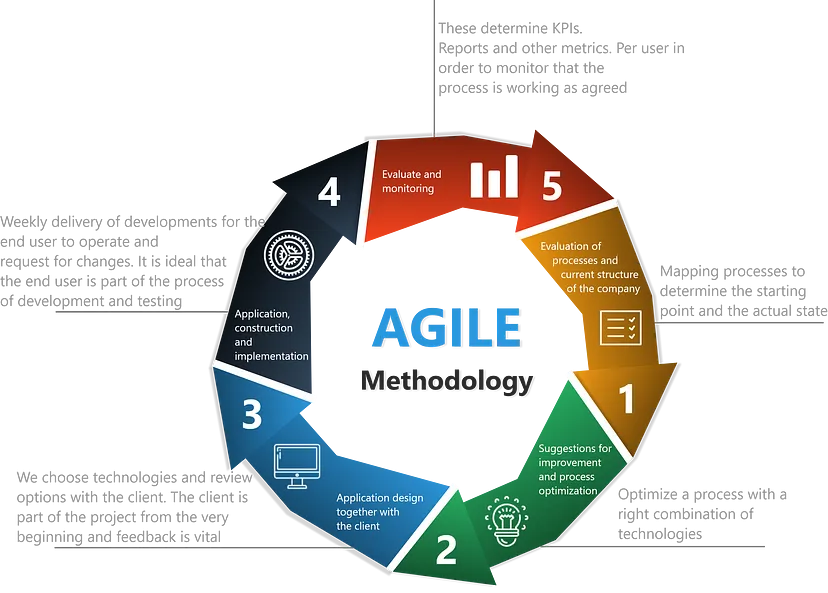 These determine KPIs.
Reports and other metrics. Per user in
order to monitor that the
process is working as agreed
Evaluate and
monitoring
5
4
Evaluation of
processes and
current structure
of the company
Mapping processes to
determine the starting
point and the actual state
1
Weekly delivery of developments for the
end user to operate and
request for changes. It is ideal that
the end user is part of the process
of development and testing
Application,
construction
and
implementation
AGILE
Methodology
3
We choose technologies and review
options with the client. The client is
part of the project from the very
beginning and feedback is vital
Application design
together with
the client
2
Suggestions for
improvement
and process
optimization
Optimize a process with a
right combination of
technologies